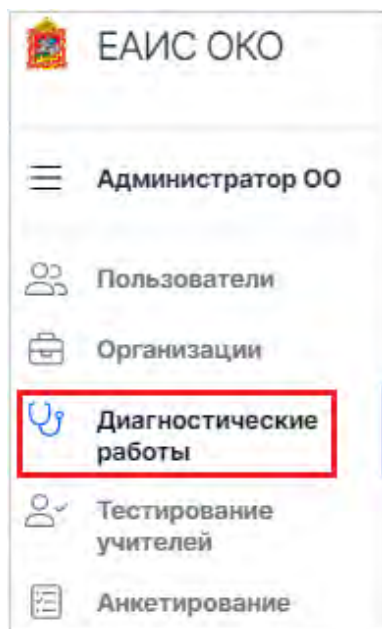 ЕАИС ОКО
Администратор ОО
Пользователи
Организации
Диагностические
работы
Тестирование
учителей
Анкетирование